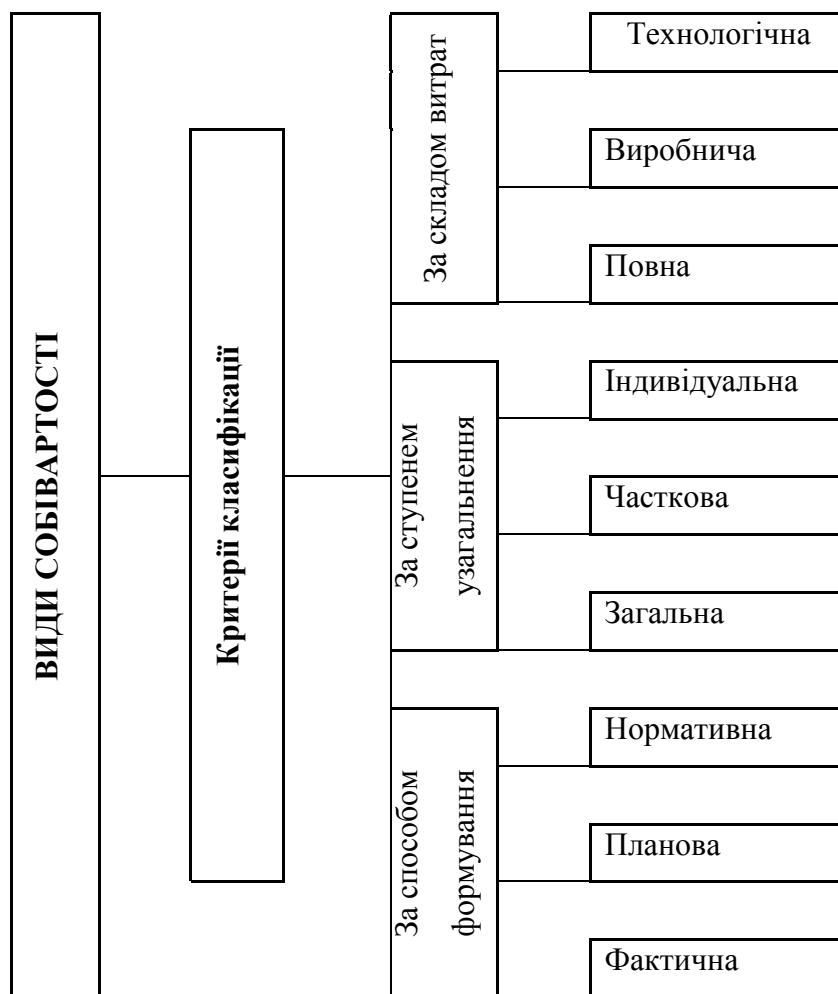 ВИДИ СОБІВАРТОСТІ
Критерії класифікації
За складом витрат
Технологічна
Виробнича
Повна
За ступенем
узагальнення
Індивідуальна
Часткова
Загальна
За способом
формування
Нормативна
Планова
Фактична